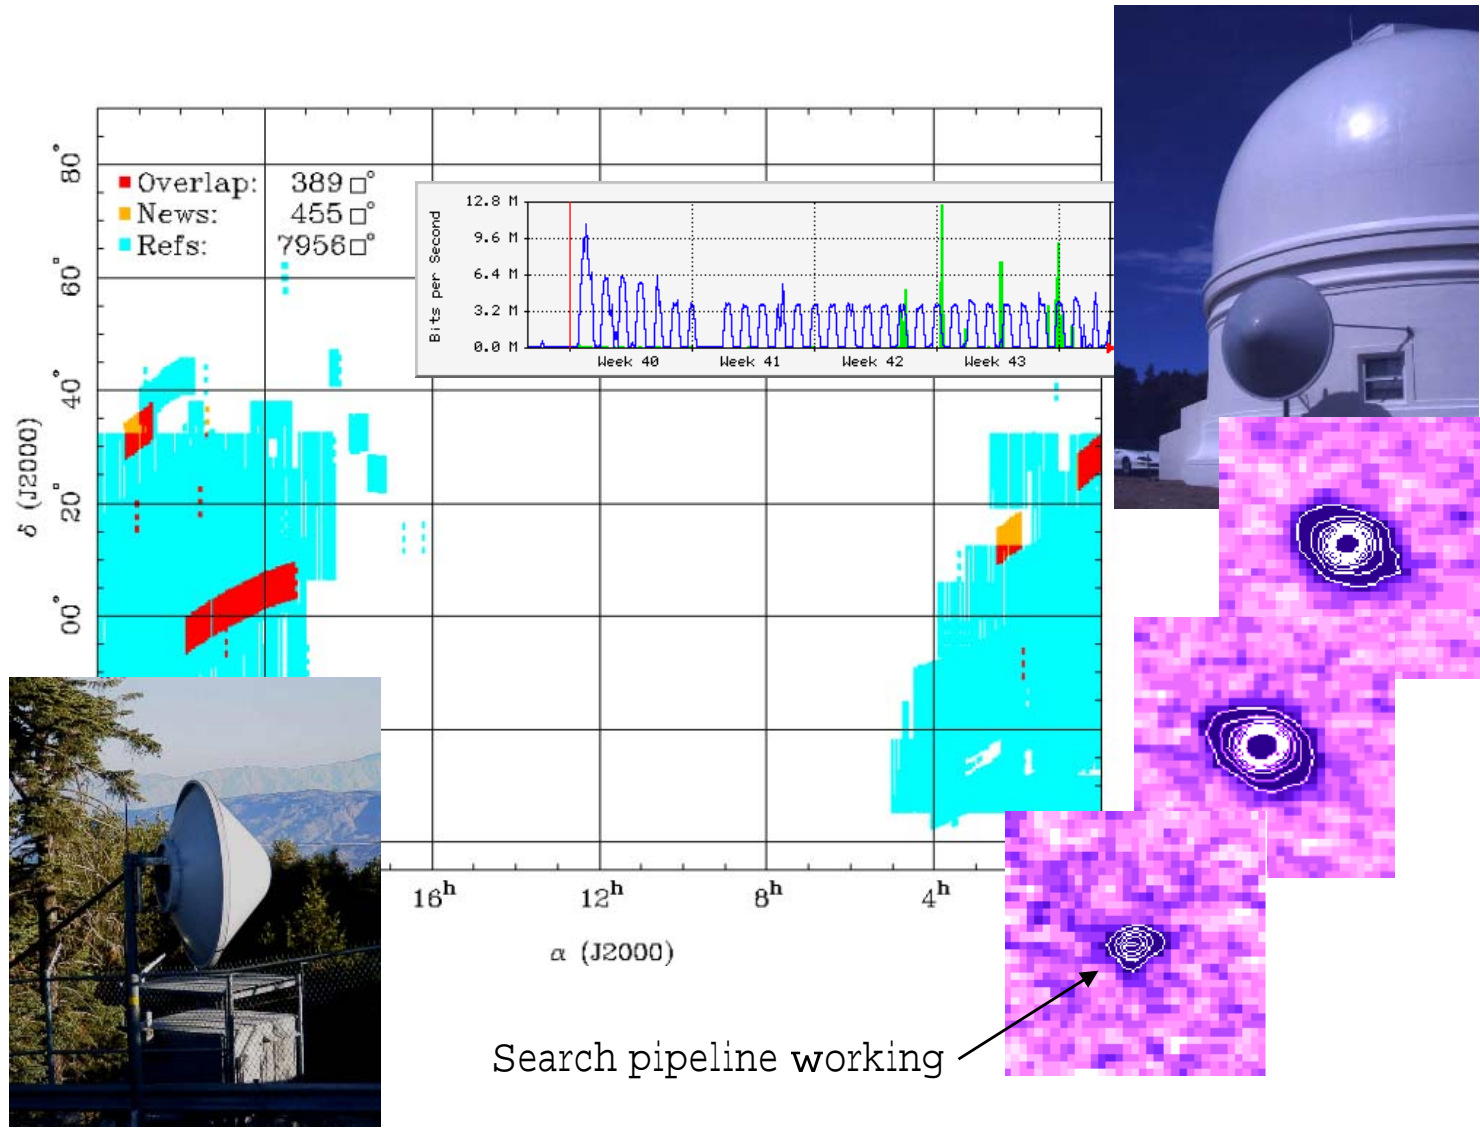 80°
60°
40°
20°
00°
δ (J2000)
Overlap: 389□°
News: 455□°
Refs: 7956□°
12.8 M
9.6 M
6.4 M
3.2 M
0.0 M
Bits per Second
Week 40 Week 41 Week 42 Week 43
16h 12h 8h 4h
α (J2000)
Search pipeline working